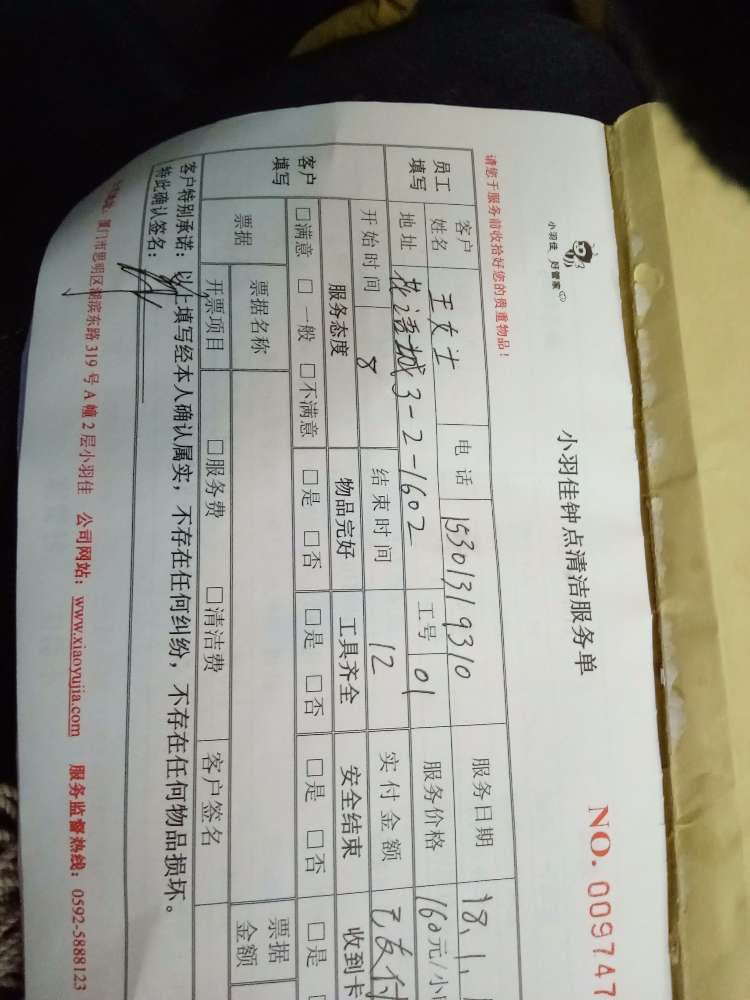 小羽佳 好管家
小羽佳钟点清洁服务单
NO. 009747
请您于服务前收拾好您的贵重物品！
员工填写 客户姓名 王女士 电话 15301319310 服务日期 18.1.
地址 花语城3-2-1602 工号 01 服务价格 160元/小
开始时间 8 结束时间 12 实付金额 已支付
客户填写 服务态度 物品完好 工具齐全 安全结束 收到卡
□满意 □一般 □不满意 □是 □否 □是 □否 □是 □否 □是
票据 票据名称 客户签名 票据金额
开票项目 □服务费 □清洁费
客户特别承诺：以上填写经本人确认属实，不存在任何纠纷，不存在任何物品损坏。
特此确认签名：
厦门市思明区湖滨东路319号A幢2层小羽佳 公司网站：www.xiaoyujia.com 服务监督热线：0592-5888123